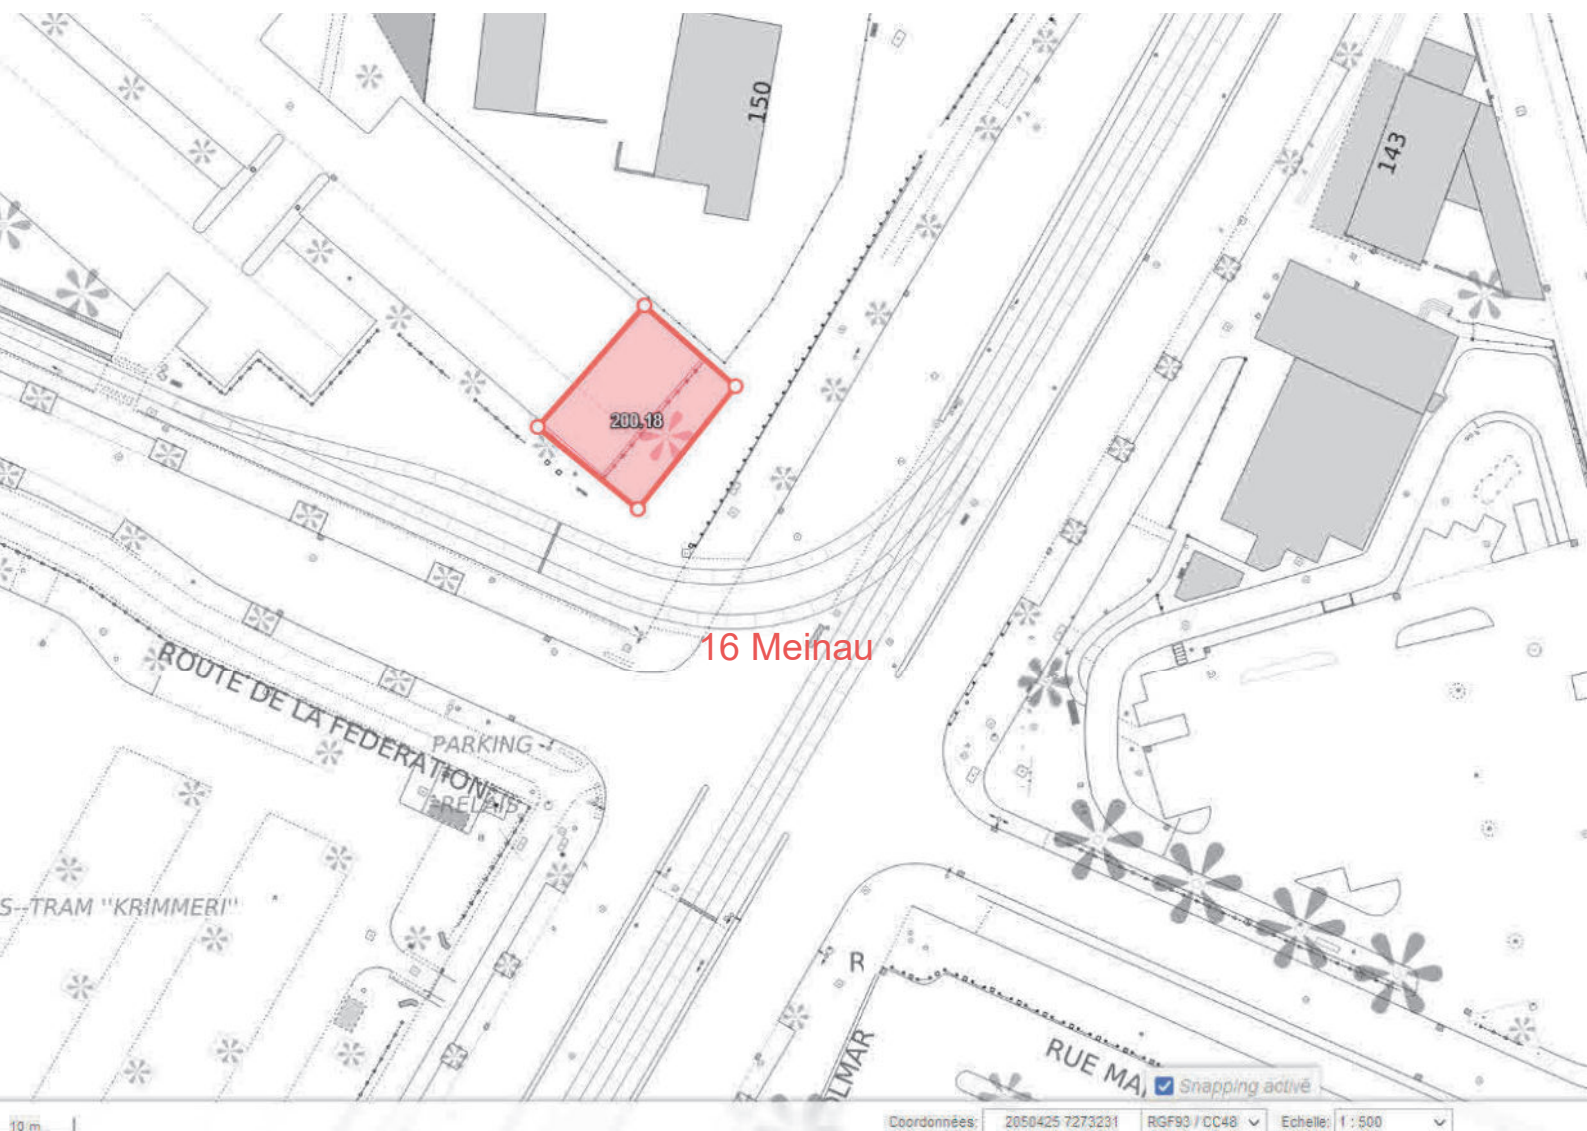 150
143
200.18
16 Meinau
ROUTE DE LA FEDERATION
PARKING
RELAIS
S--TRAM "KRIMMERI"
R
OLMAR
RUE MA
Snapping activé
10 m
Coordonnées: 2050425 7273231 RGF93 / CC48 Echelle: 1 : 500